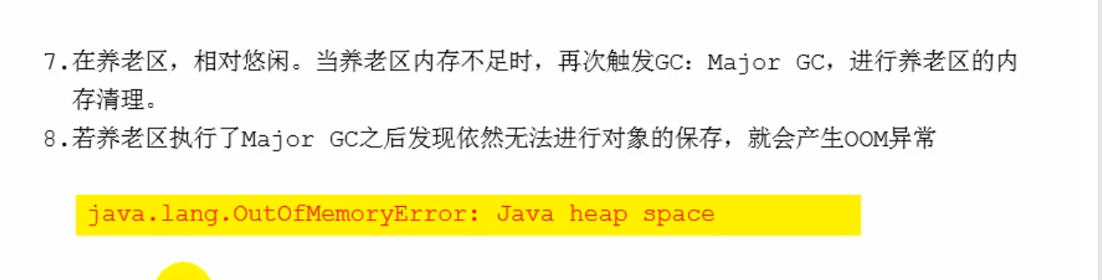 7.在养老区，相对悠闲。当养老区内存不足时，再次触发GC：Major GC，进行养老区的内
存清理。
8.若养老区执行了Major GC之后发现依然无法进行对象的保存，就会产生OOM异常
java.lang.OutOfMemoryError: Java heap space